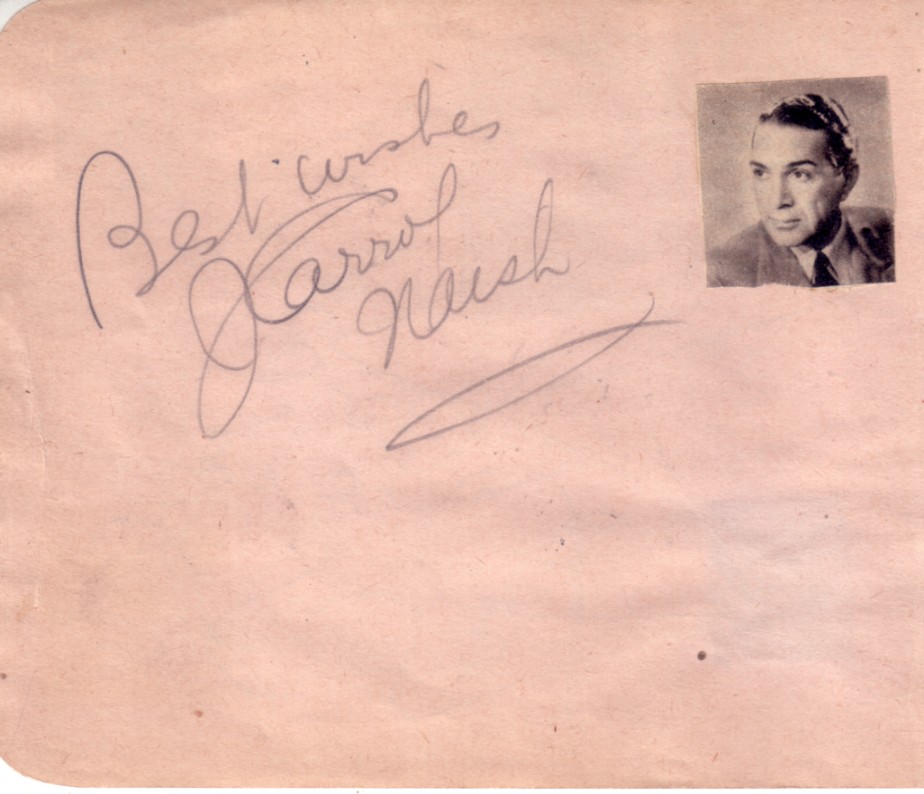 Best wishes
J Carrol
Naish